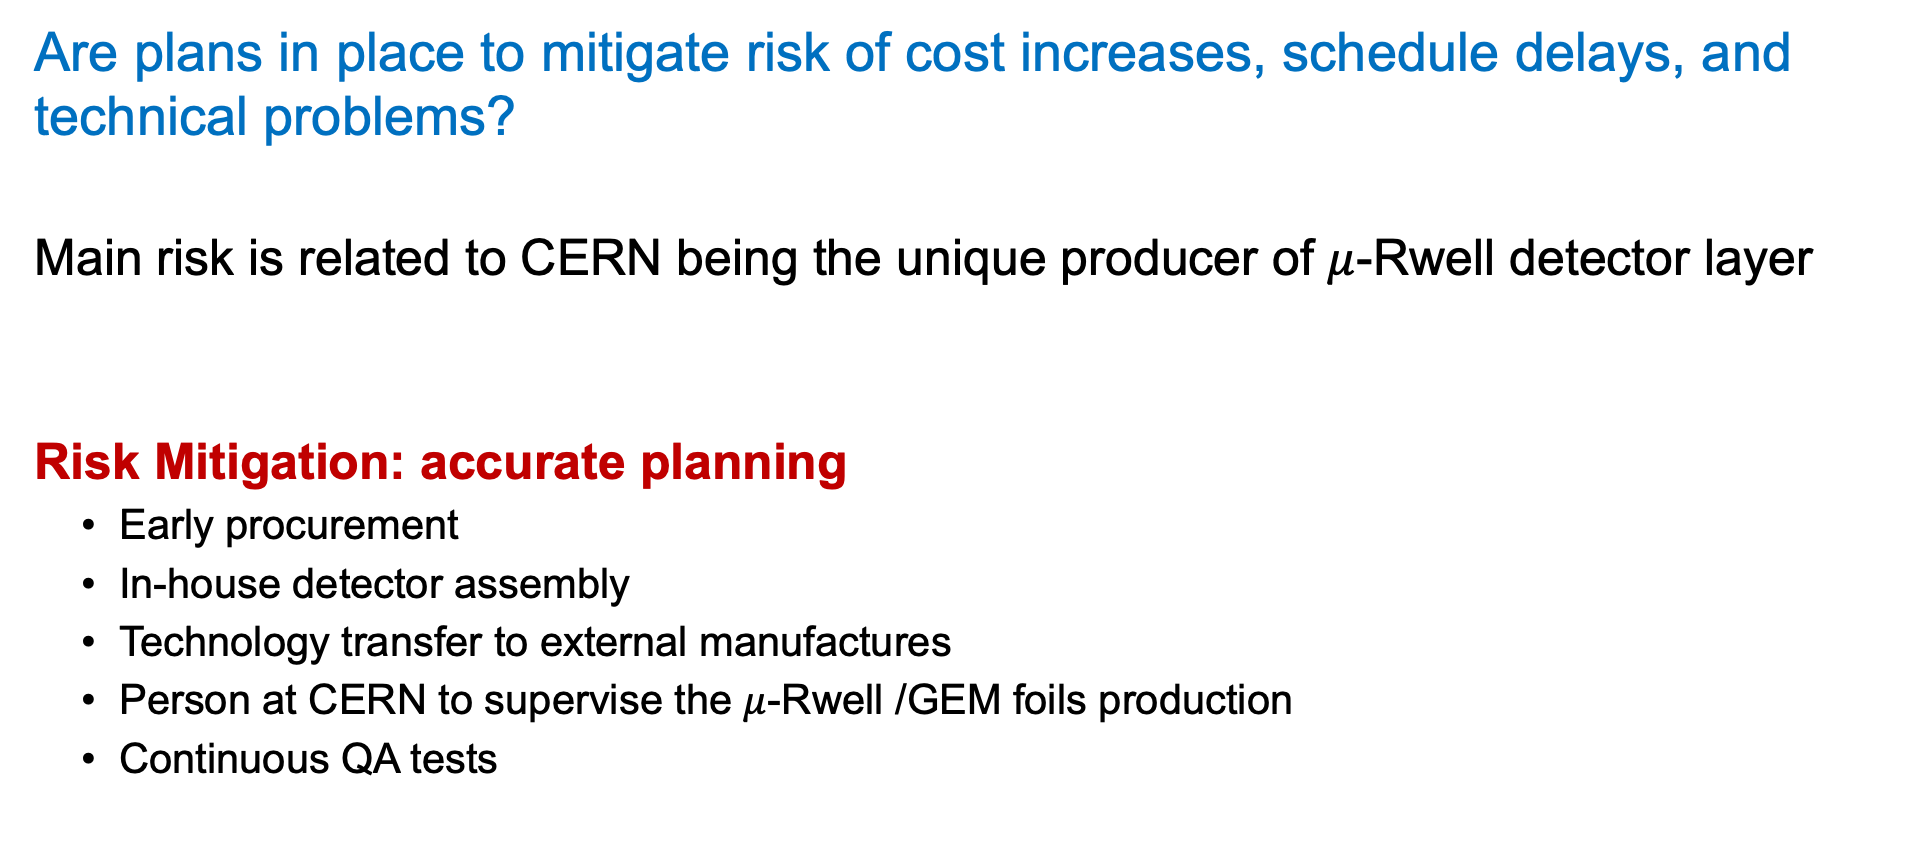 Are plans in place to mitigate risk of cost increases, schedule delays, and
technical problems?
Main risk is related to CERN being the unique producer of μ-Rwell detector layer
Risk Mitigation: accurate planning
• Early procurement
• In-house detector assembly
• Technology transfer to external manufactures
• Person at CERN to supervise the μ-Rwell /GEM foils production
• Continuous QA tests